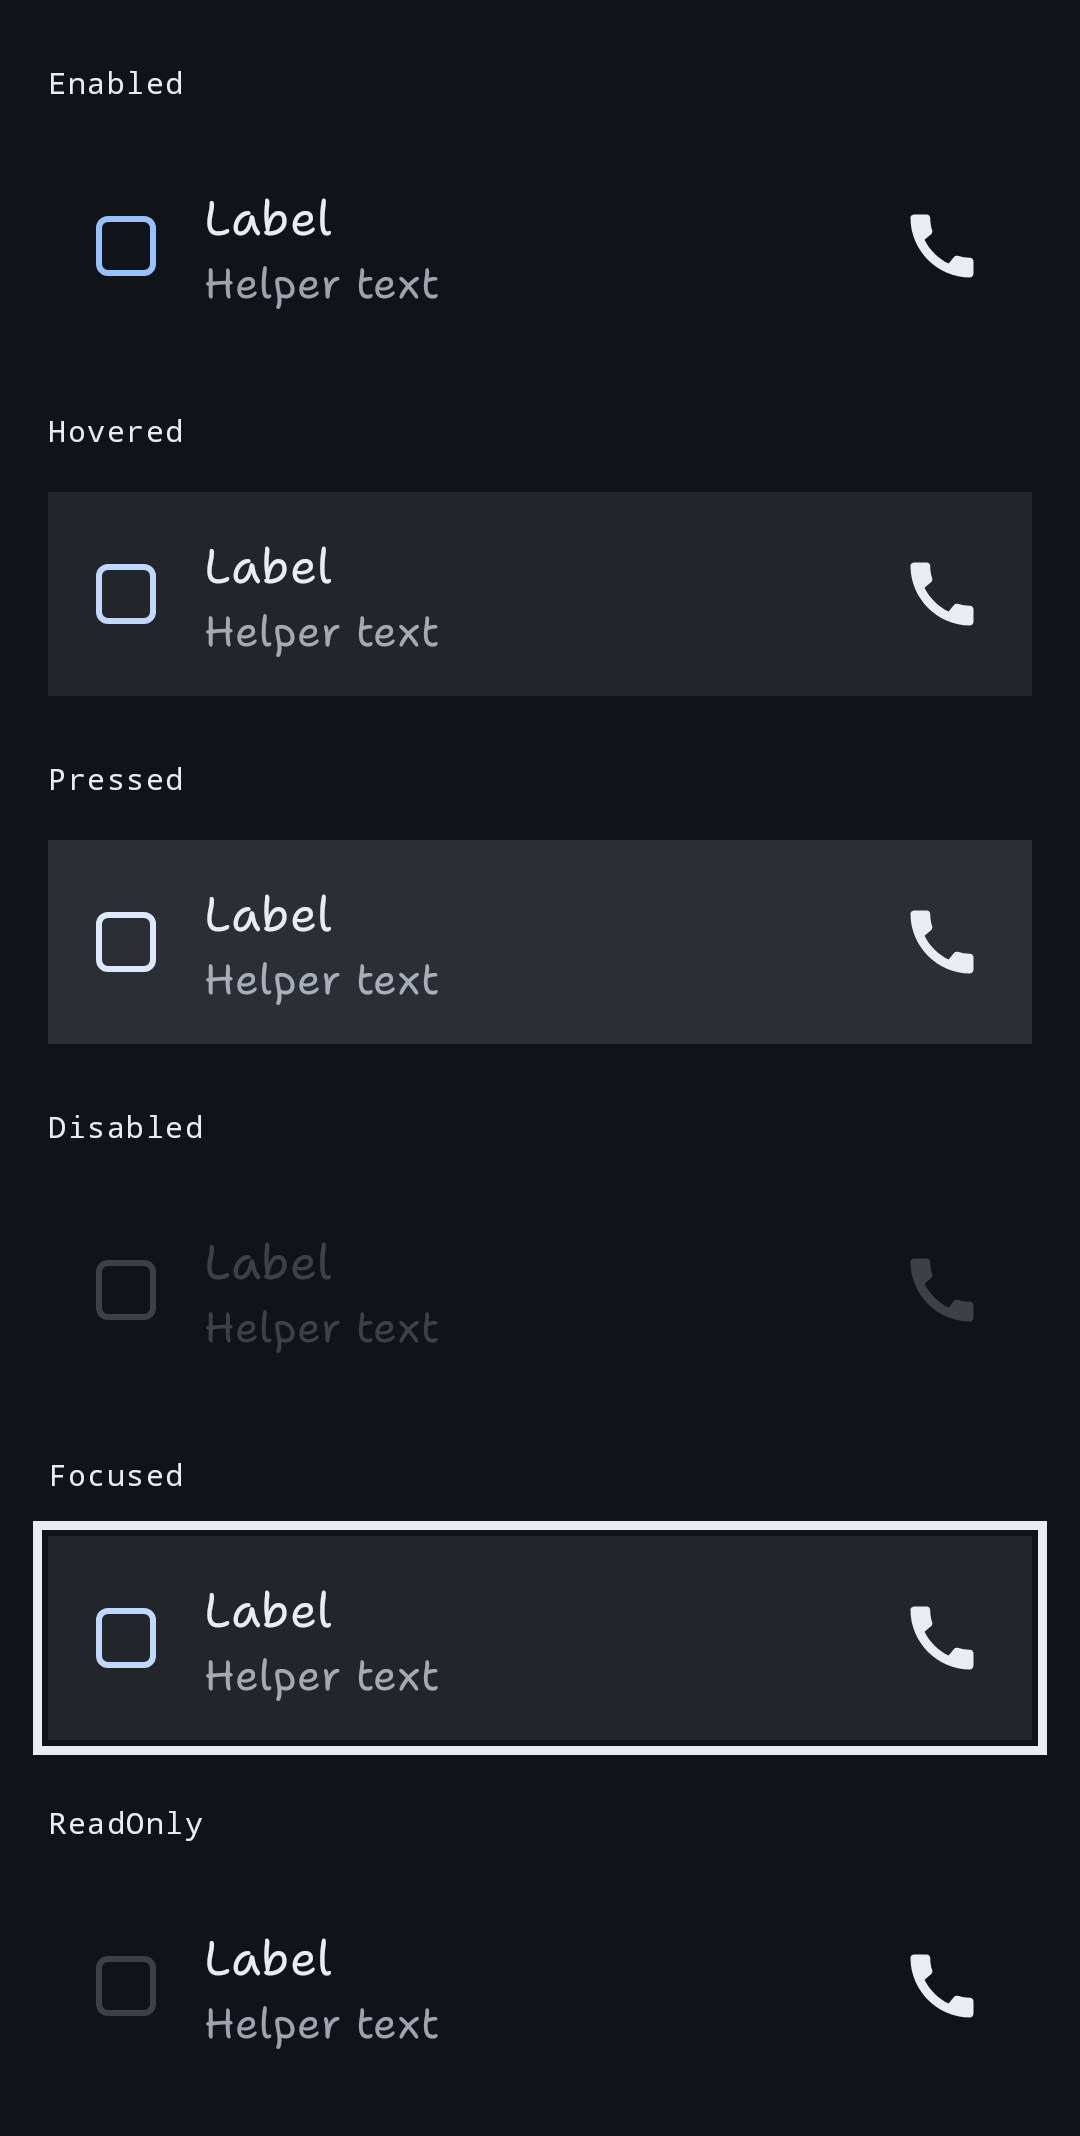 Enabled
Label
Helper text
Hovered
Label
Helper text
Pressed
Label
Helper text
Disabled
Label
Helper text
Focused
Label
Helper text
ReadOnly
Label
Helper text